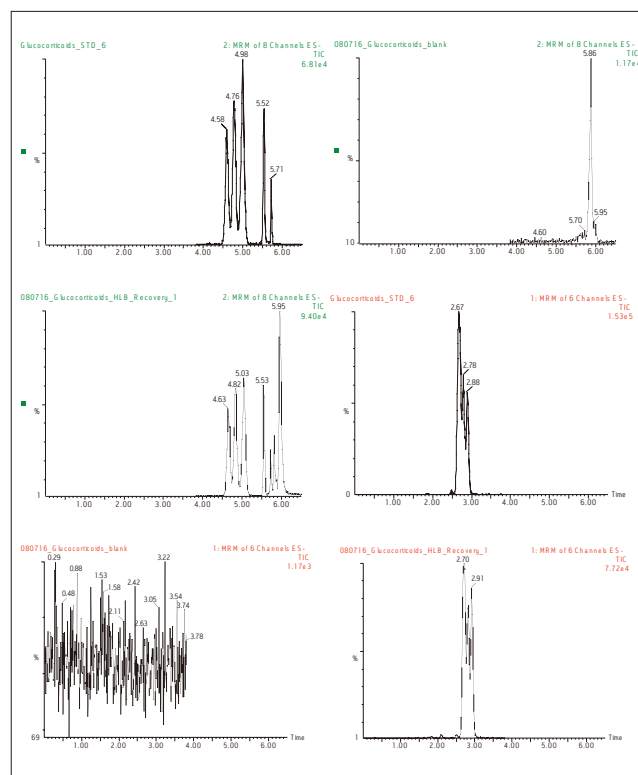 Glucocorticoids_STD_6
2: MRM of 8 Channels ES-
TIC
6.81e4
4.98
4.76
4.58
5.52
5.71
%
1
1.00 2.00 3.00 4.00 5.00 6.00
080716_Glucocorticoids_blank
2: MRM of 8 Channels ES-
TIC
1.17e4
5.86
4.60
5.70
5.95
%
10
1.00 2.00 3.00 4.00 5.00 6.00
080716_Glucocorticoids_HLB_Recovery_1
2: MRM of 8 Channels ES-
TIC
9.40e4
5.95
5.03
4.82
4.63
5.53
%
1
1.00 2.00 3.00 4.00 5.00 6.00
Glucocorticoids_STD_6
1: MRM of 6 Channels ES-
TIC
1.53e5
2.67
2.78
2.88
%
0
Time
1.00 2.00 3.00 4.00 5.00 6.00
080716_Glucocorticoids_blank
1: MRM of 6 Channels ES-
TIC
1.17e3
0.29
0.48
0.88
1.53
1.58
2.11
2.42
2.63
3.05
3.22
3.54
3.74
3.78
%
69
Time
1.00 2.00 3.00 4.00 5.00 6.00
080716_Glucocorticoids_HLB_Recovery_1
1: MRM of 6 Channels ES-
TIC
7.72e4
2.70
2.91
%
1
Time
1.00 2.00 3.00 4.00 5.00 6.00